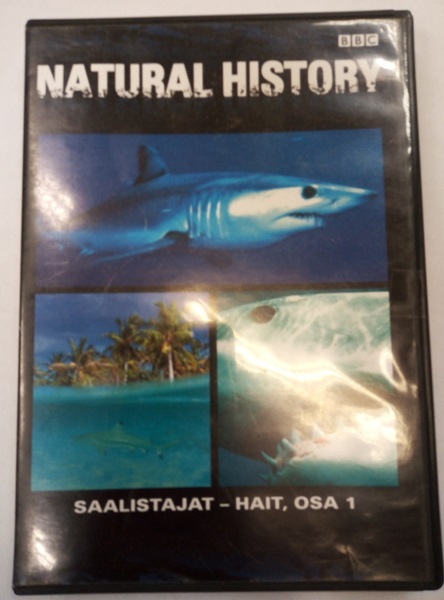 BBC
NATURAL HISTORY
SAALISTAJAT – HAIT, OSA 1